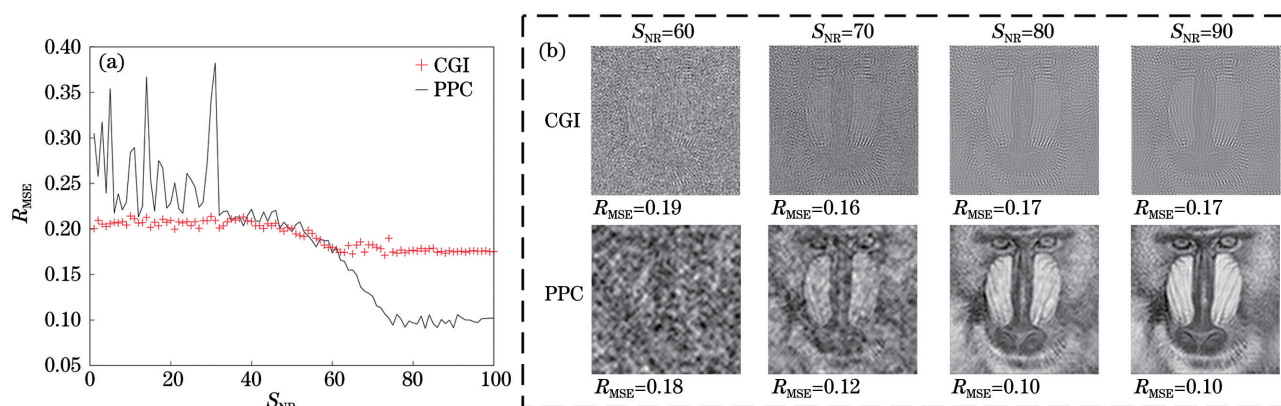 (a)
CGI
PPC
0.40
0.35
0.30
0.25
0.20
0.15
0.10
0.05
R_MSE
0 20 40 60 80 100
S_NR
(b)
S_NR=60 S_NR=70 S_NR=80 S_NR=90
CGI
R_MSE=0.19 R_MSE=0.16 R_MSE=0.17 R_MSE=0.17
PPC
R_MSE=0.18 R_MSE=0.12 R_MSE=0.10 R_MSE=0.10